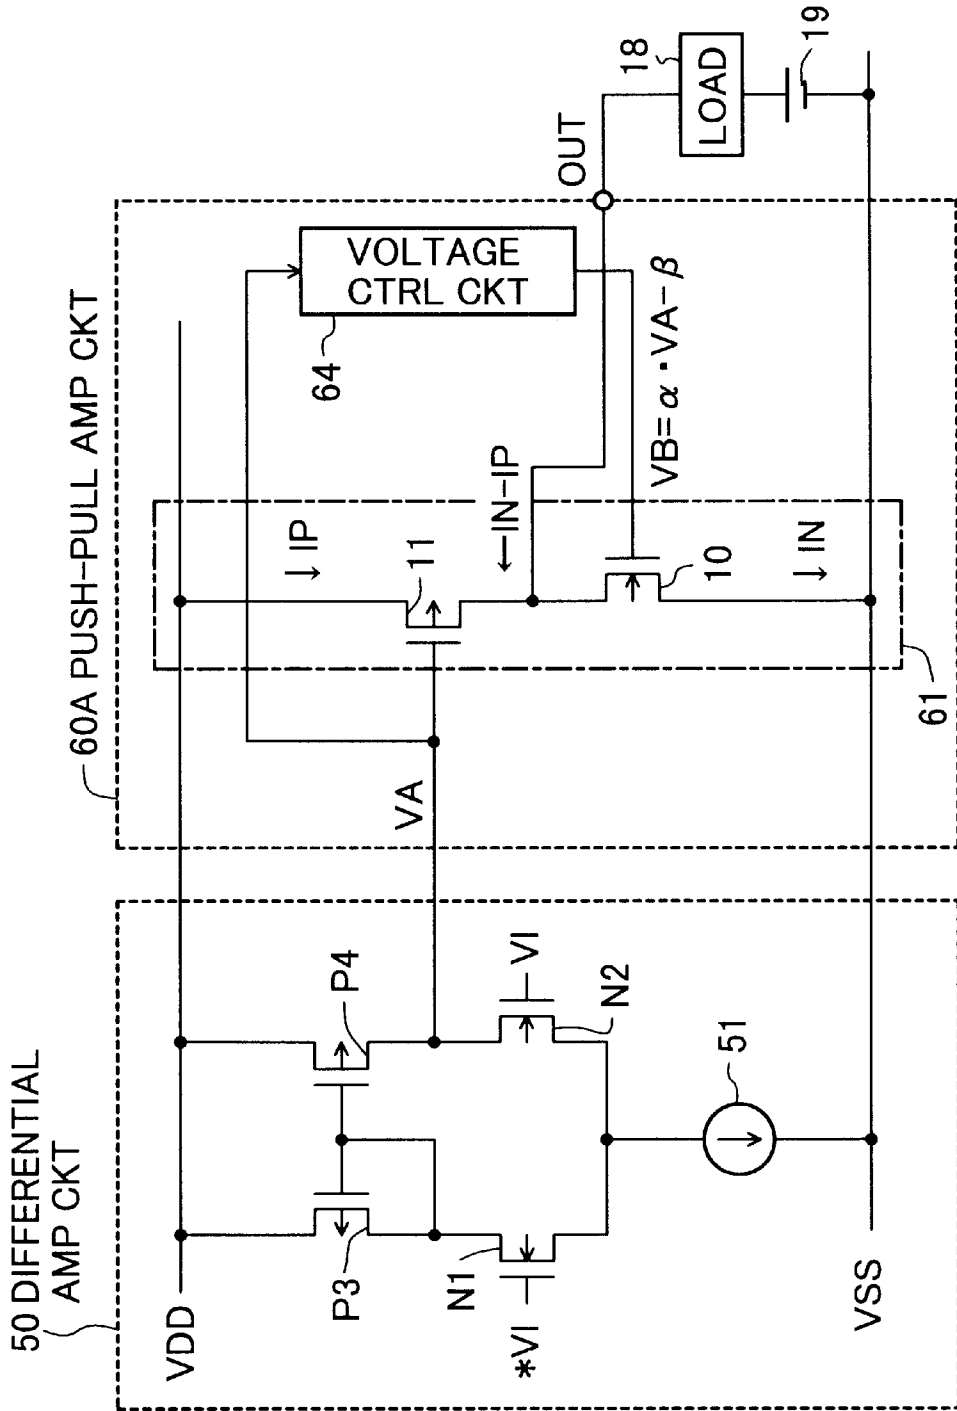 50 DIFFERENTIAL
AMP CKT
60A PUSH-PULL AMP CKT
VDD
P3
P4
*VI
N1
N2
VI
51
VSS
VA
64
VOLTAGE
CTRL CKT
↓ IP
11
←IN-IP
VB=α・VA-β
10
↓ IN
61
OUT
18
LOAD
19